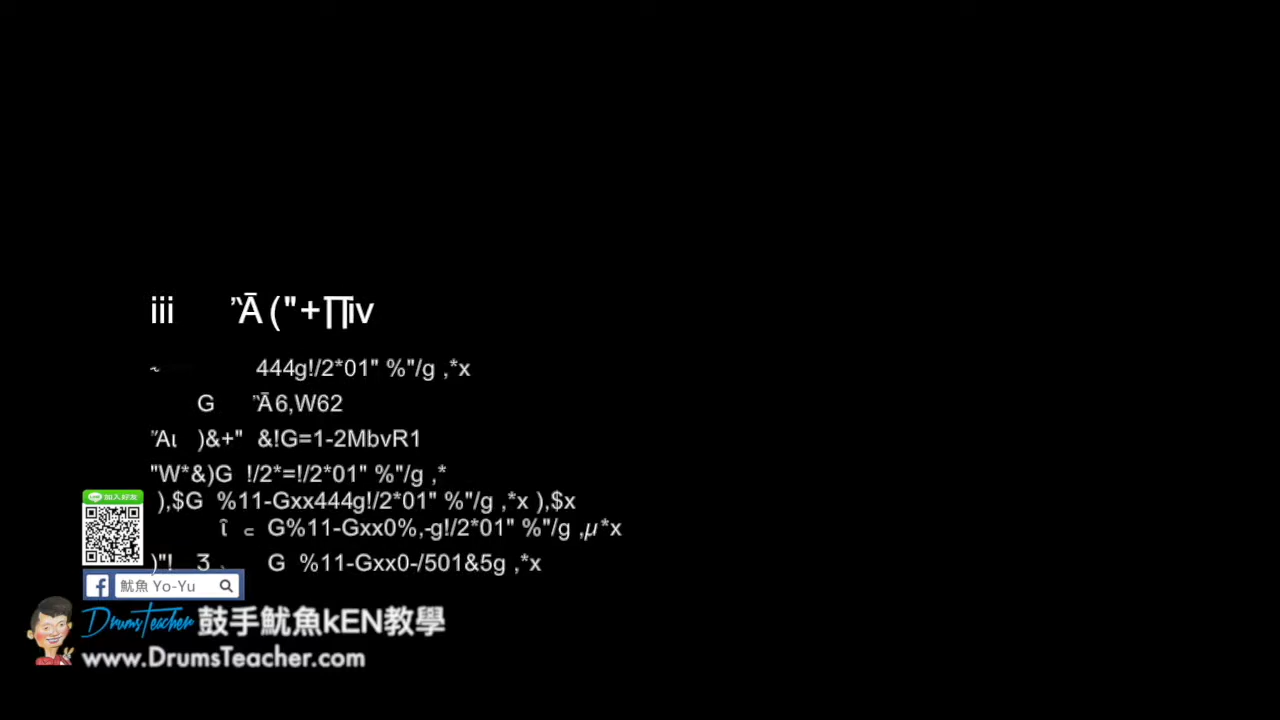 iii ῍Ā ("+∏iv
~ 444g!/2*01" %"/g ,*x
G ῍Ā6,W62
῎Aι )&+" &!G=1-2MbvR1
"W*&)G !/2*=!/2*01" %"/g ,*
),$G %11-Gxx444g!/2*01" %"/g ,*x ),$x
G%11-Gxx0%,-g!/2*01" %"/g ,µ*x
)"! 3 G %11-Gxx0-/501&5g ,*x
LINE 加入好友
魷魚 Yo-Yu
DrumsTeacher 鼓手魷魚kEN教學
www.DrumsTeacher.com